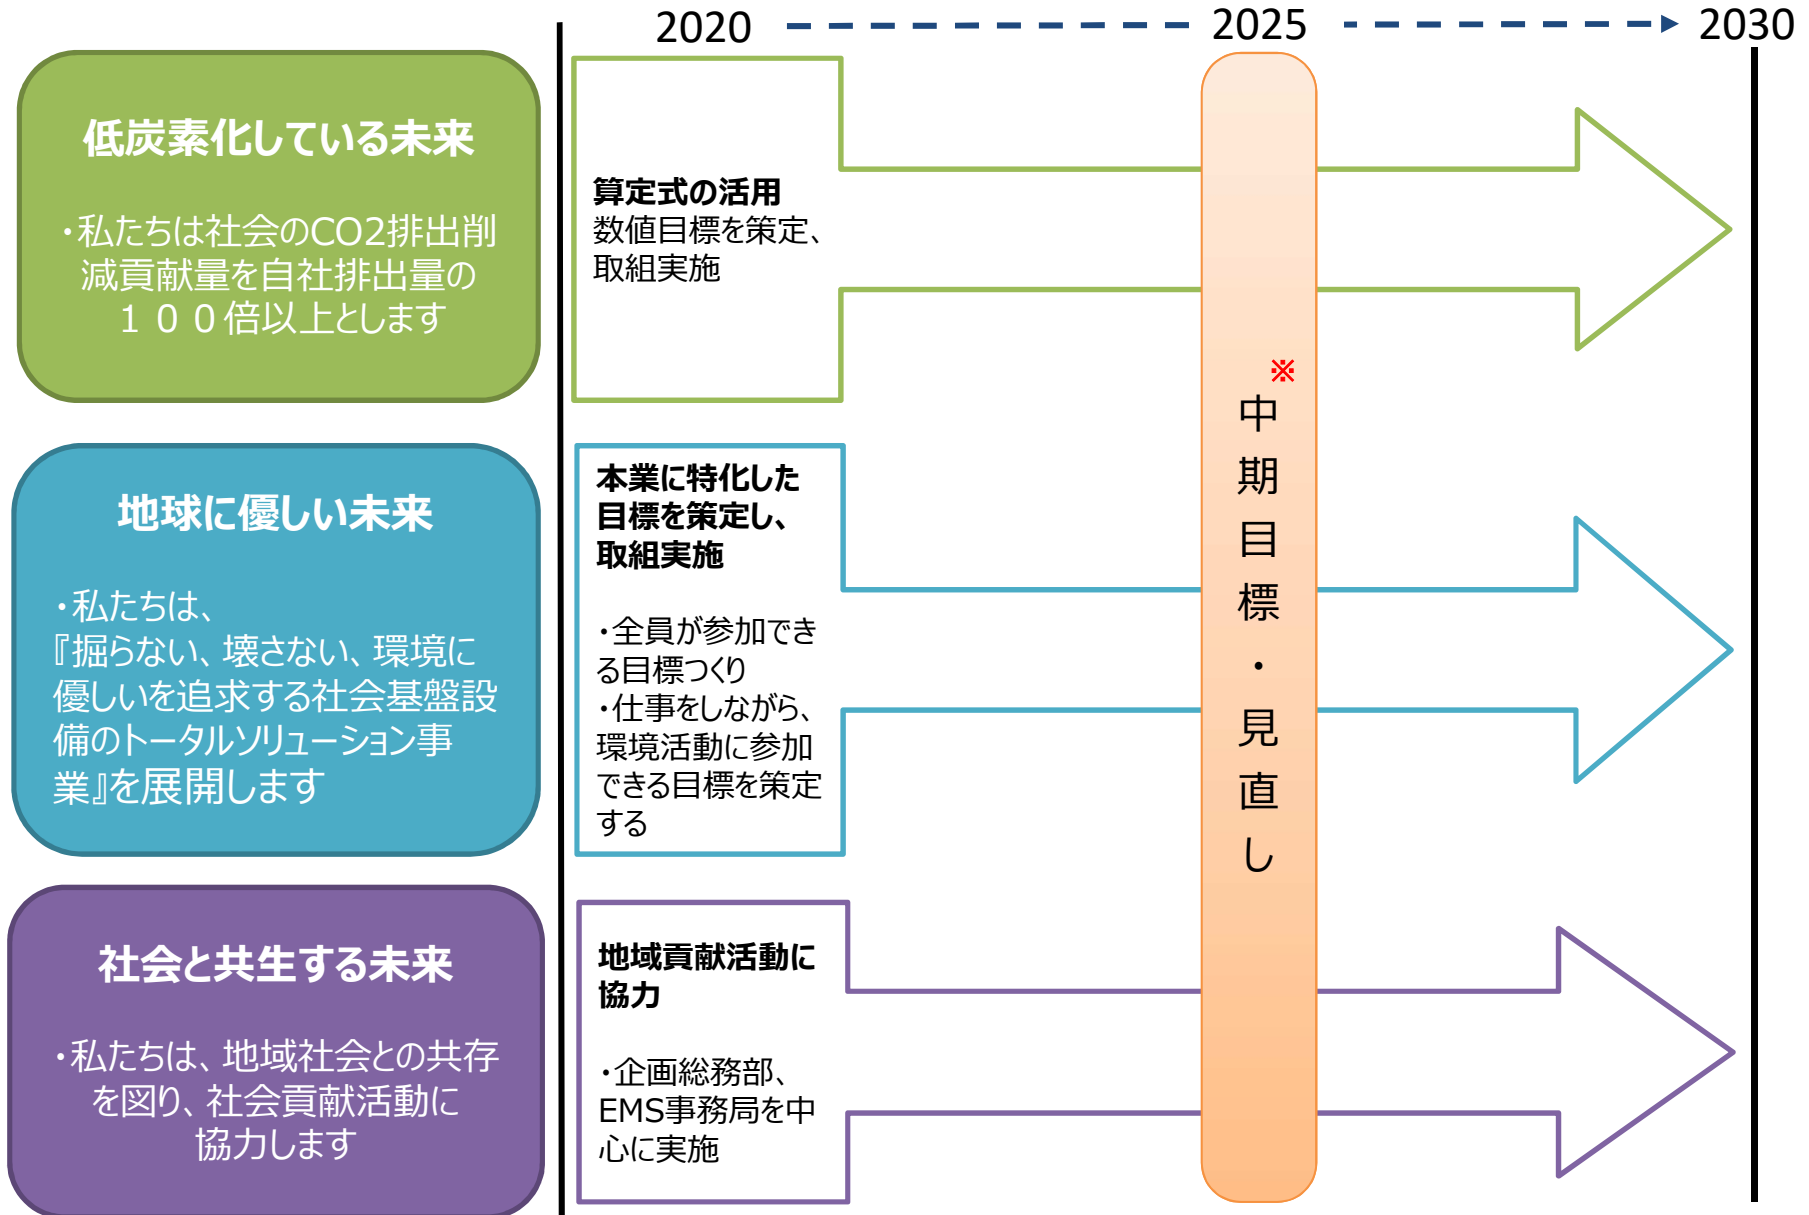 2020
2025
2030
低炭素化している未来
・私たちは社会のCO2排出削
減貢献量を自社排出量の
１００倍以上とします
算定式の活用
数値目標を策定、
取組実施
地球に優しい未来
・私たちは、
『掘らない、壊さない、環境に
優しいを追求する社会基盤設
備のトータルソリューション事
業』を展開します
本業に特化した
目標を策定し、
取組実施
・全員が参加でき
る目標つくり
・仕事をしながら、
環境活動に参加
できる目標を策定
する
社会と共生する未来
・私たちは、地域社会との共存
を図り、社会貢献活動に
協力します
地域貢献活動に
協力
・企画総務部、
EMS事務局を中
心に実施
※
中期目標・見直し